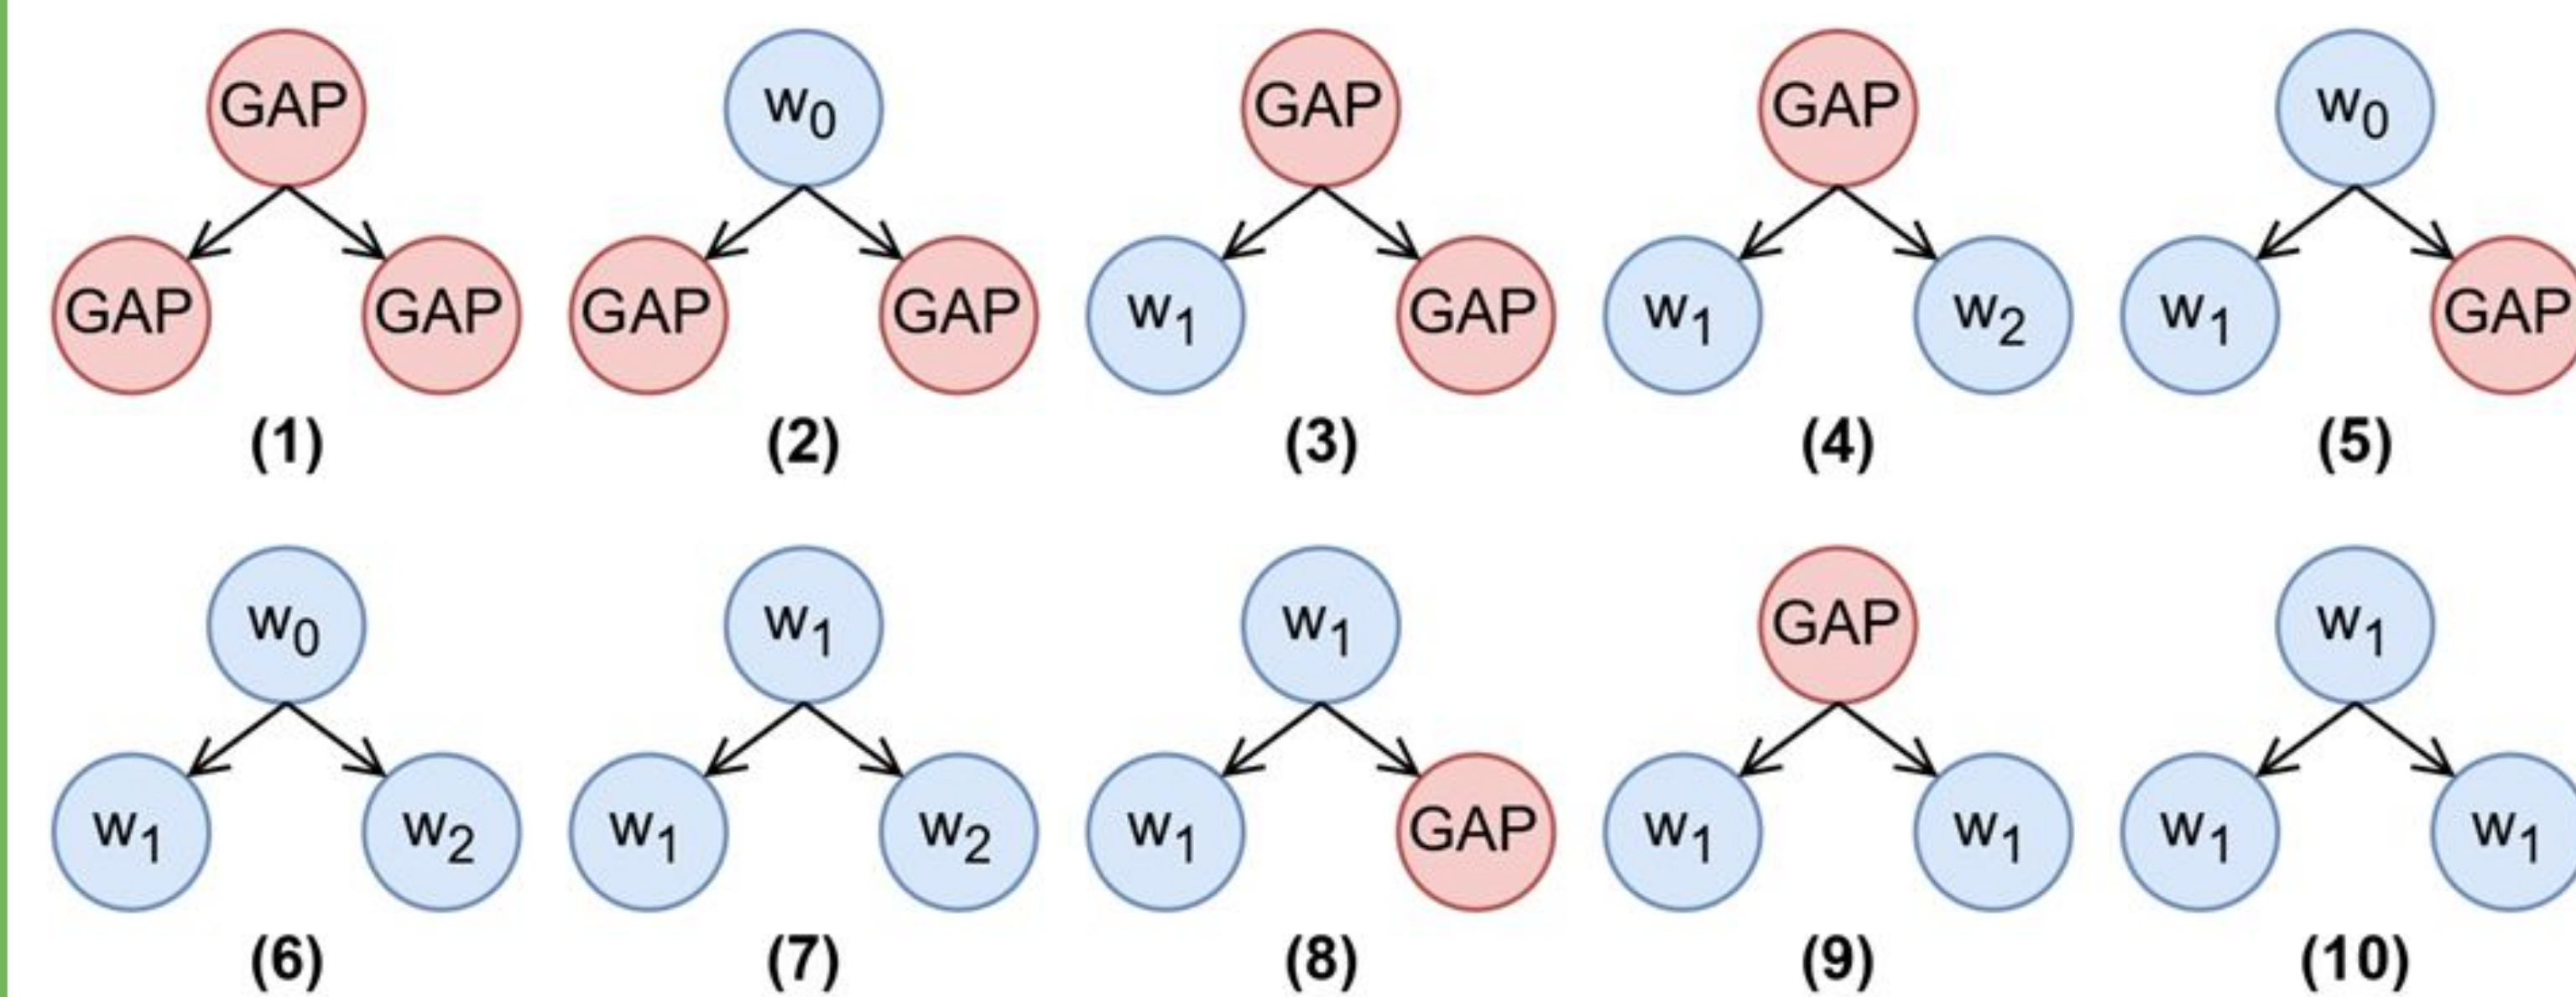 GAP w₀ GAP GAP w₀
GAP GAP GAP GAP w₁ GAP w₁ w₂ w₁ GAP
(1) (2) (3) (4) (5)
w₀ w₁ w₁ GAP w₁
w₁ w₂ w₁ w₂ w₁ GAP w₁ w₁ w₁ w₁
(6) (7) (8) (9) (10)